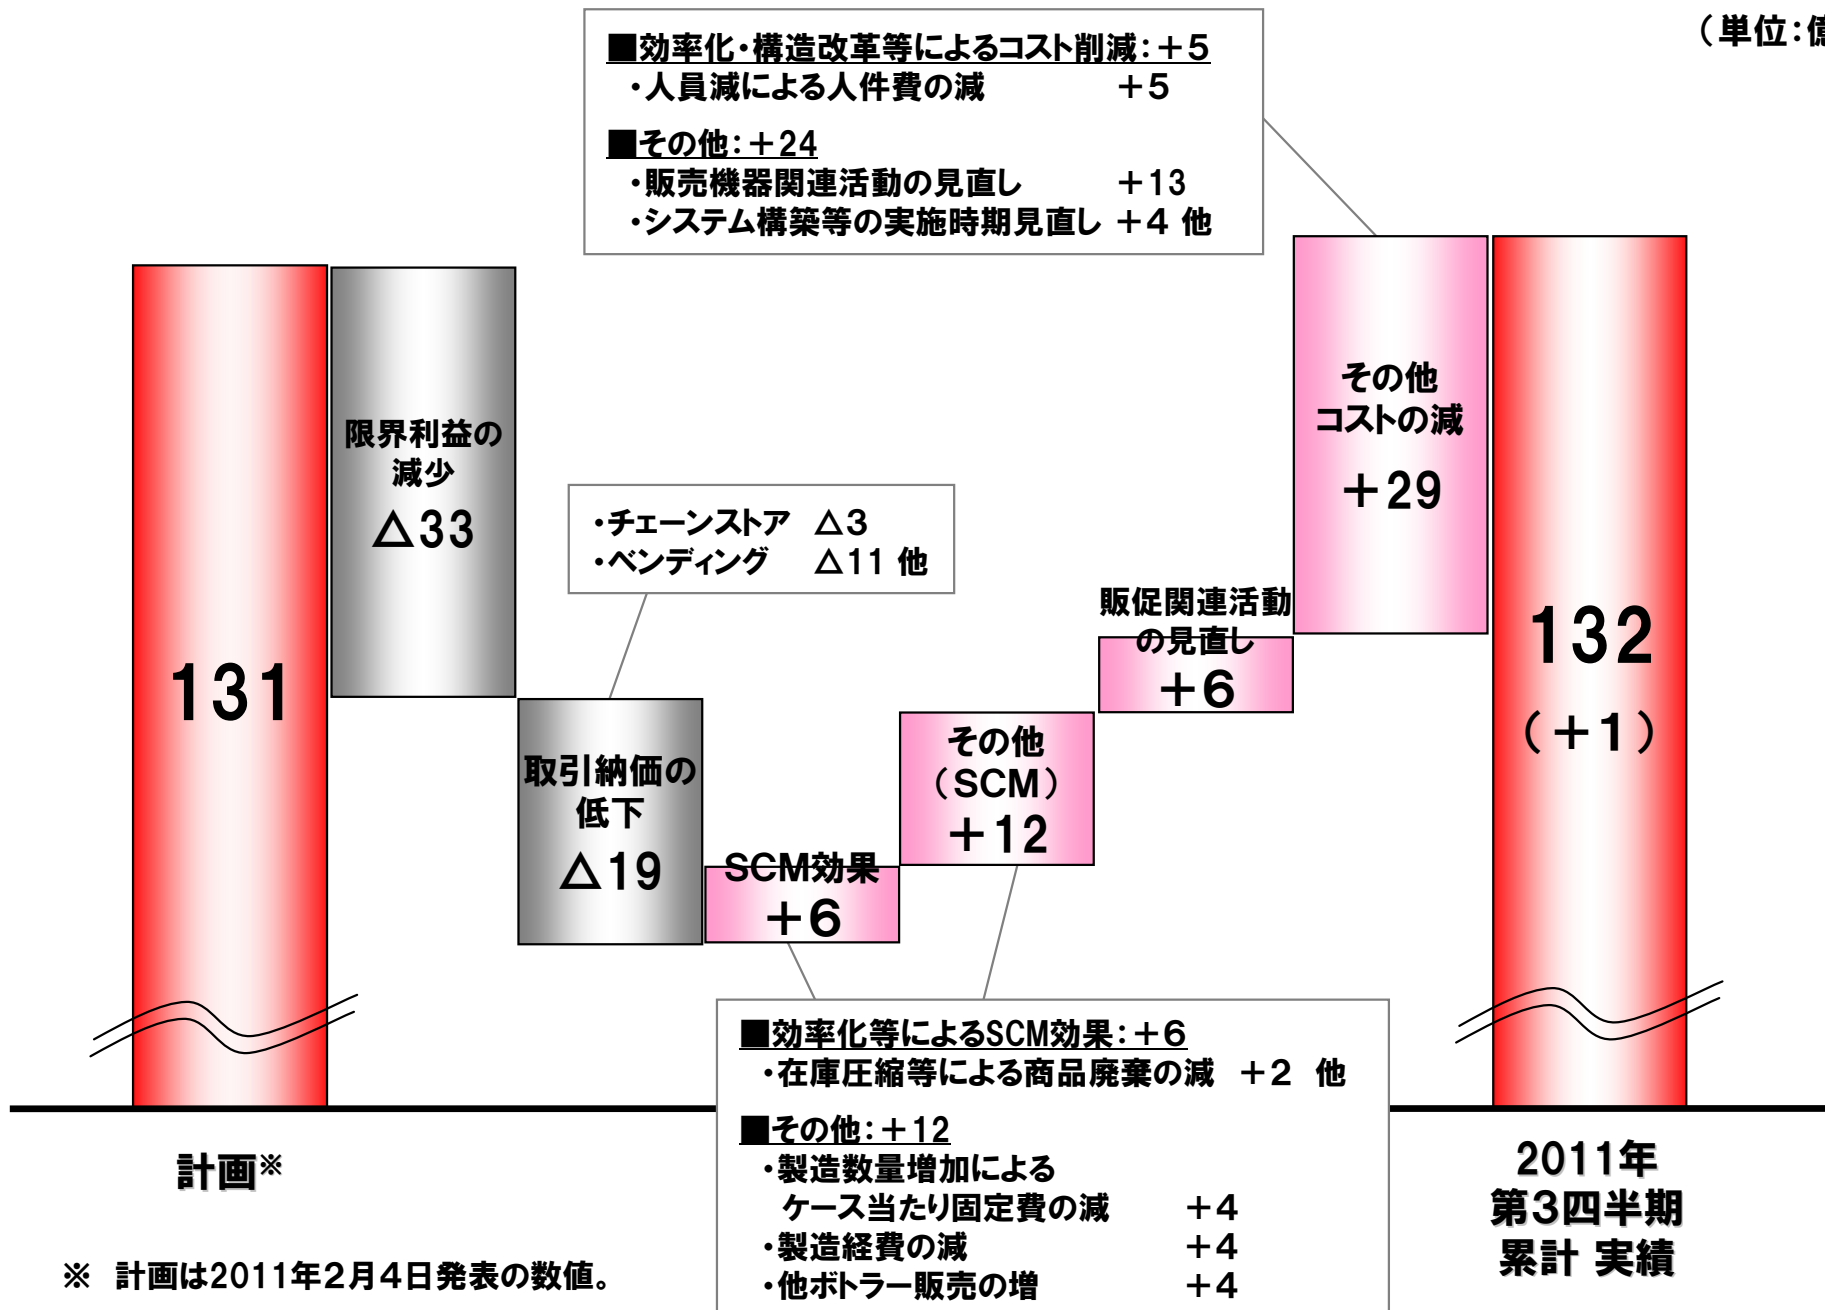 （単位：億
■効率化・構造改革等によるコスト削減：＋５
・人員減による人件費の減　＋５
■その他：＋24
・販売機器関連活動の見直し　＋13
・システム構築等の実施時期見直し ＋４ 他
131
限界利益の
減少
△33
・チェーンストア　△３
・ベンディング　△11 他
取引納価の
低下
△19
SCM効果
＋６
その他
（SCM）
＋12
販促関連活動
の見直し
＋６
その他
コストの減
＋29
132
（＋１）
■効率化等によるSCM効果：＋６
・在庫圧縮等による商品廃棄の減　＋２ 他
■その他：＋12
・製造数量増加による
ケース当たり固定費の減　＋４
・製造経費の減　＋４
・他ボトラー販売の増　＋４
計画※
2011年
第３四半期
累計 実績
※ 計画は2011年２月４日発表の数値。